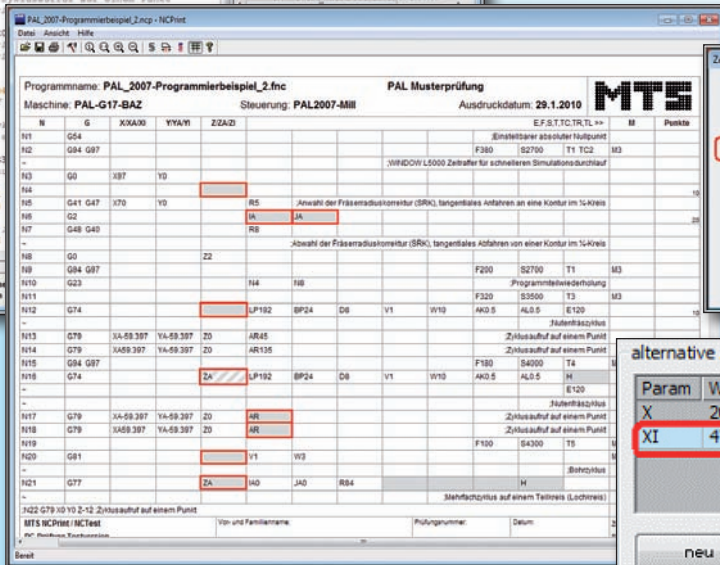 PAL_2007-Programmierbeispiel_2.ncp - NCPrint
Datei Ansicht Hilfe
Programmname: PAL_2007-Programmierbeispiel_2.fnc PAL Musterprüfung MTS
Maschine: PAL-G17-BAZ Steuerung: PAL2007-Mill Ausdruckdatum: 29.1.2010
N G X/XA/XI Y/YA/YI Z/ZA/ZI E,F,S,T,TC,TR,TL >> M Punkte
N1 G54 ;Einstellbarer absoluter Nullpunkt
N2 G94 G97 F380 S2700 T1 TC2 M3
~ ;WINDOW L5000 Zeitraffer für schnelleren Simulationsdurchlauf
N3 G0 X87 Y0
N4 10
N5 G41 G47 X70 Y0 R5 ;Anwahl der Fräserradiuskorrektur (SRK), tangentiales Anfahren an eine Kontur im ¼-Kreis
N6 G2 IA JA 20
N7 G48 G40 R8
~ ;Abwahl der Fräserradiuskorrektur (SRK), tangentiales Abfahren von einer Kontur im ¼-Kreis
N8 G0 Z2
N9 G94 G97 F200 S2700 T1 M3
N10 G23 N4 N8 ;Programmteilwiederholung
N11 F320 S3500 T3 M3
N12 G74 LP192 BP24 D8 V1 W10 AK0.5 AL0.5 E120 10
~ ;Nutenfräszyklus
N13 G79 XA-59.397 YA-59.397 Z0 AR45 ;Zyklusaufruf auf einem Punkt
N14 G79 XA59.397 YA-59.397 Z0 AR135 ;Zyklusaufruf auf einem Punkt
N15 G94 G97 F180 S4000 T4
N16 G74 ZA LP192 BP24 D8 V1 W10 AK0.5 AL0.5 H
E120
~ ;Nutenfräszyklus
N17 G79 XA-59.397 YA-59.397 Z0 AR ;Zyklusaufruf auf einem Punkt
N18 G79 XA59.397 YA-59.397 Z0 AR ;Zyklusaufruf auf einem Punkt
N19 F100 S4300 T5
N20 G81 V1 W3
~ ;Bohrzyklus
N21 G77 ZA IA0 JA0 R84 H
~ ;Mehrfachzyklus auf einem Teilkreis (Lochkreis)
;N22 G79 X0 Y0 Z-12 ;Zyklusaufruf auf einem Punkt
MTS NCPrint / NCTest Vor- und Familienname: Prüfungsnummer: Datum:
Bereit
alternative
Param
X
XI 4
neu